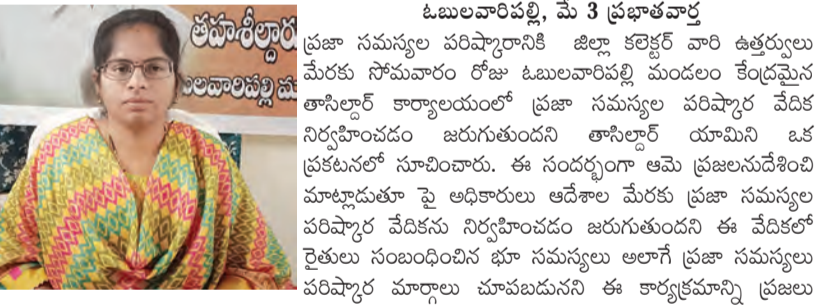 తహశీల్దారు
బులవారిపల్లి మ
ఓబులవారిపల్లి, మే 3 ప్రభాతవార్త
ప్రజా సమస్యల పరిష్కారానికి జిల్లా కలెక్టర్ వారి ఉత్తర్వులు
మేరకు సోమవారం రోజు ఓబులవారిపల్లి మండలం కేంద్రమైన
తాసిల్దార్ కార్యాలయంలో ప్రజా సమస్యల పరిష్కార వేదిక
నిర్వహించడం జరుగుతుందని తాసిల్దార్ యామిని ఒక
ప్రకటనలో సూచించారు. ఈ సందర్భంగా ఆమె ప్రజలనుదేశించి
మాట్లాడుతూ పై అధికారులు ఆదేశాల మేరకు ప్రజా సమస్యల
పరిష్కార వేదికను నిర్వహించడం జరుగుతుందని ఈ వేదికలో
రైతులు సంబంధించిన భూ సమస్యలు అలాగే ప్రజా సమస్యలు
పరిష్కార మార్గాలు చూపబడునని ఈ కార్యక్రమాన్ని ప్రజలు